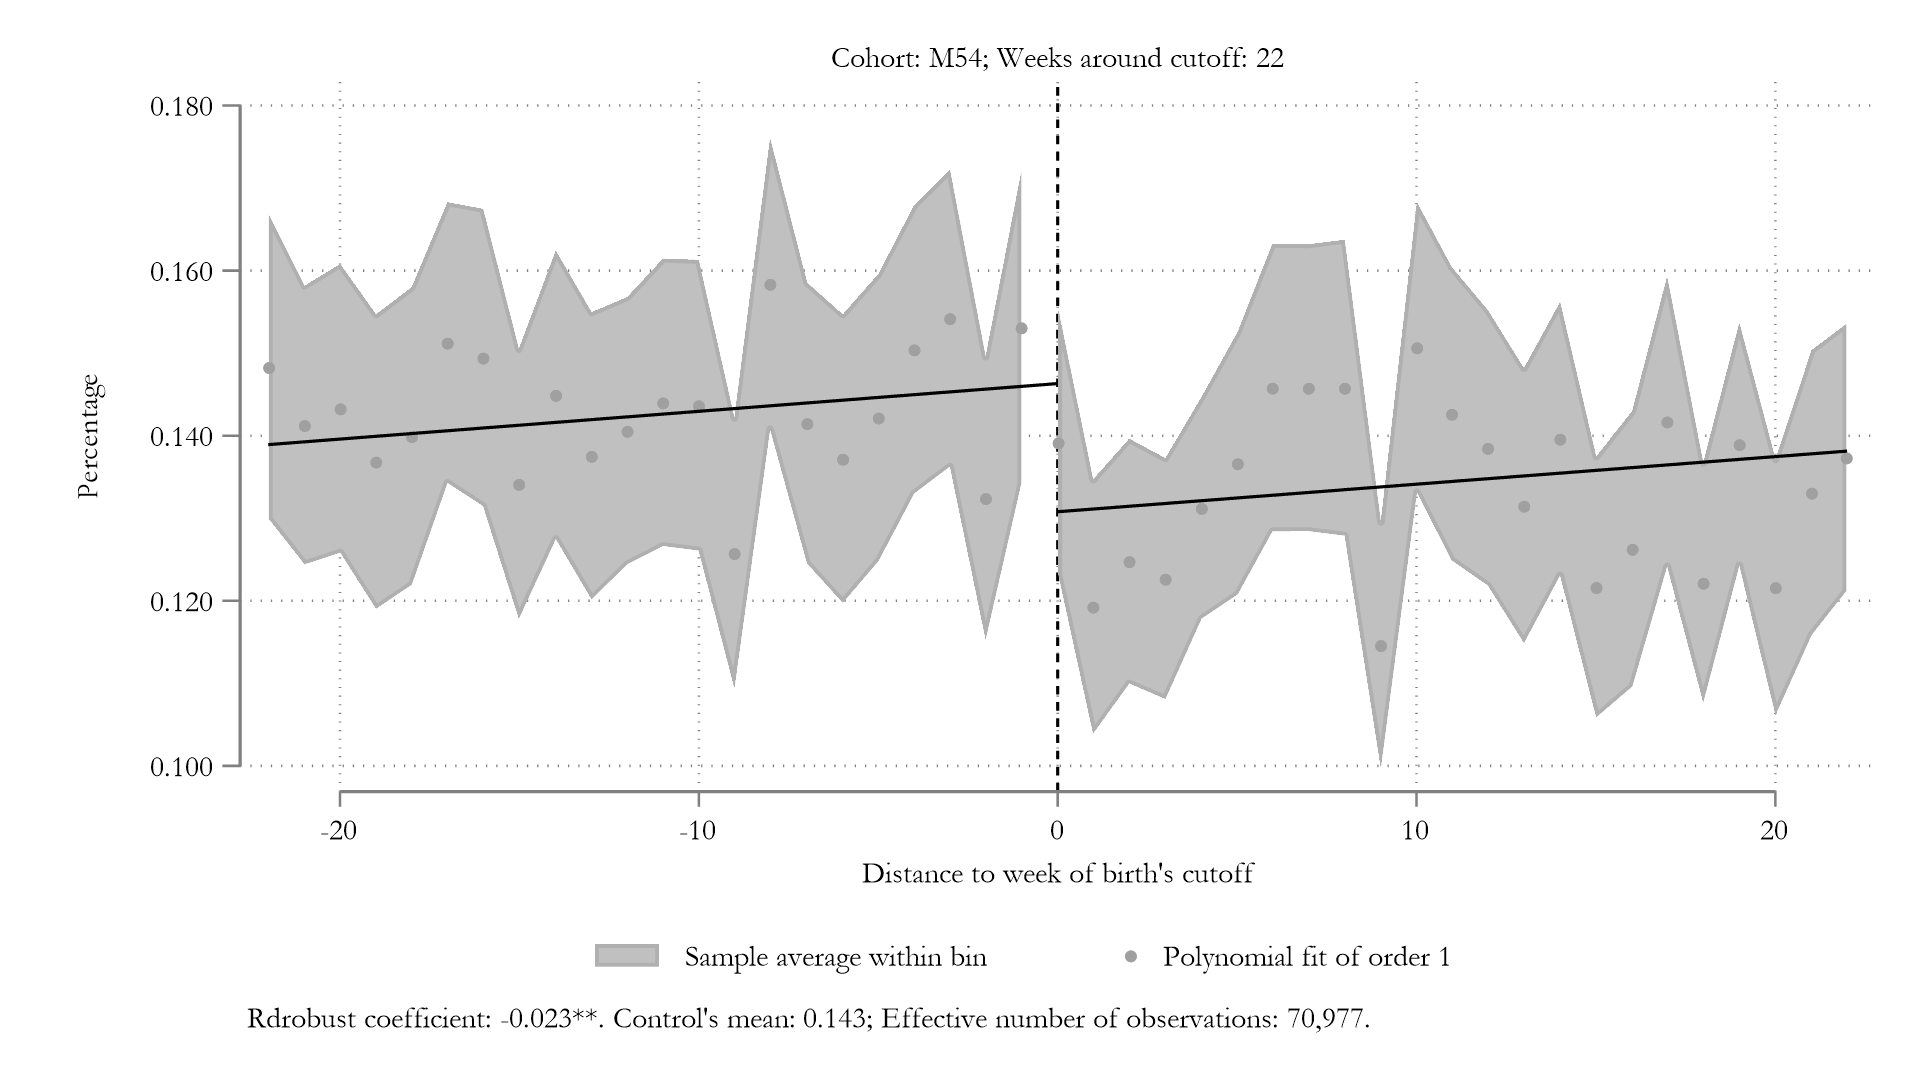 Cohort: M54; Weeks around cutoff: 22
0.180
0.160
0.140
0.120
0.100
Percentage
-20 -10 0 10 20
Distance to week of birth's cutoff
Sample average within bin Polynomial fit of order 1
Rdrobust coefficient: -0.023**. Control's mean: 0.143; Effective number of observations: 70,977.